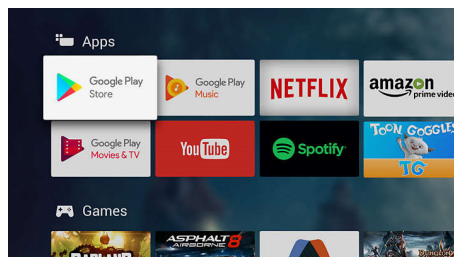 Apps
Google Play
Store
Google Play
Music
NETFLIX
amazon
prime video
Google Play
Movies & TV
YouTube
Spotify
TOON GOGGLES
TG
Games
BADLAND
ASPHALT 8
AIRBORNE